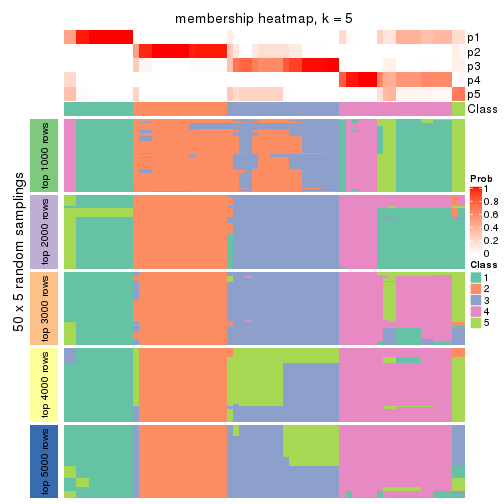 membership heatmap, k = 5
p1
p2
p3
p4
p5
Class
50 x 5 random samplings
top 1000 rows
top 2000 rows
top 3000 rows
top 4000 rows
top 5000 rows
Prob
1
0.8
0.6
0.4
0.2
0
Class
1
2
3
4
5